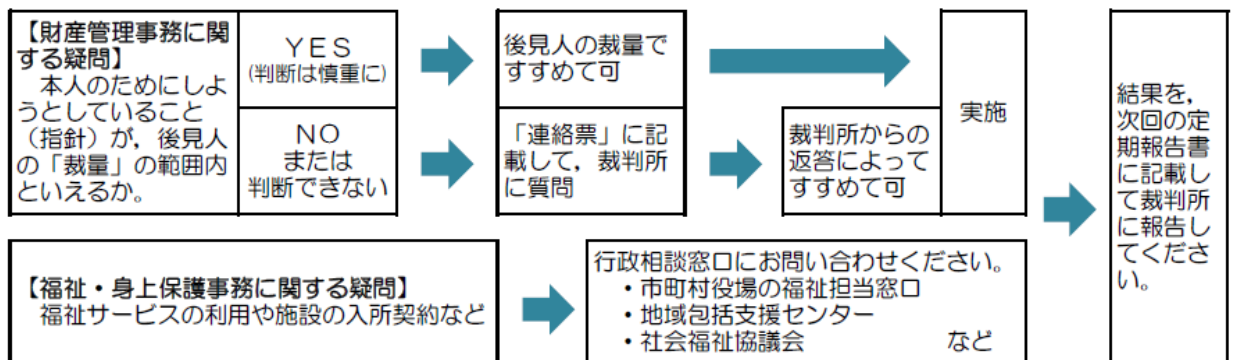 【財産管理事務に関
する疑問】
　本人のためにしよ
うとしていること
（指針）が，後見人
の「裁量」の範囲内
といえるか。
ＹＥＳ
(判断は慎重に)
後見人の裁量で
すすめて可
ＮＯ
または
判断できない
「連絡票」に記
載して，裁判所
に質問
裁判所からの
返答によって
すすめて可
実施
結果を，
次回の定
期報告書
に記載し
て裁判所
に報告し
てくださ
い。
【福祉・身上保護事務に関する疑問】
福祉サービスの利用や施設の入所契約など
行政相談窓口にお問い合わせください。
・市町村役場の福祉担当窓口
・地域包括支援センター
・社会福祉協議会　　　　　　など